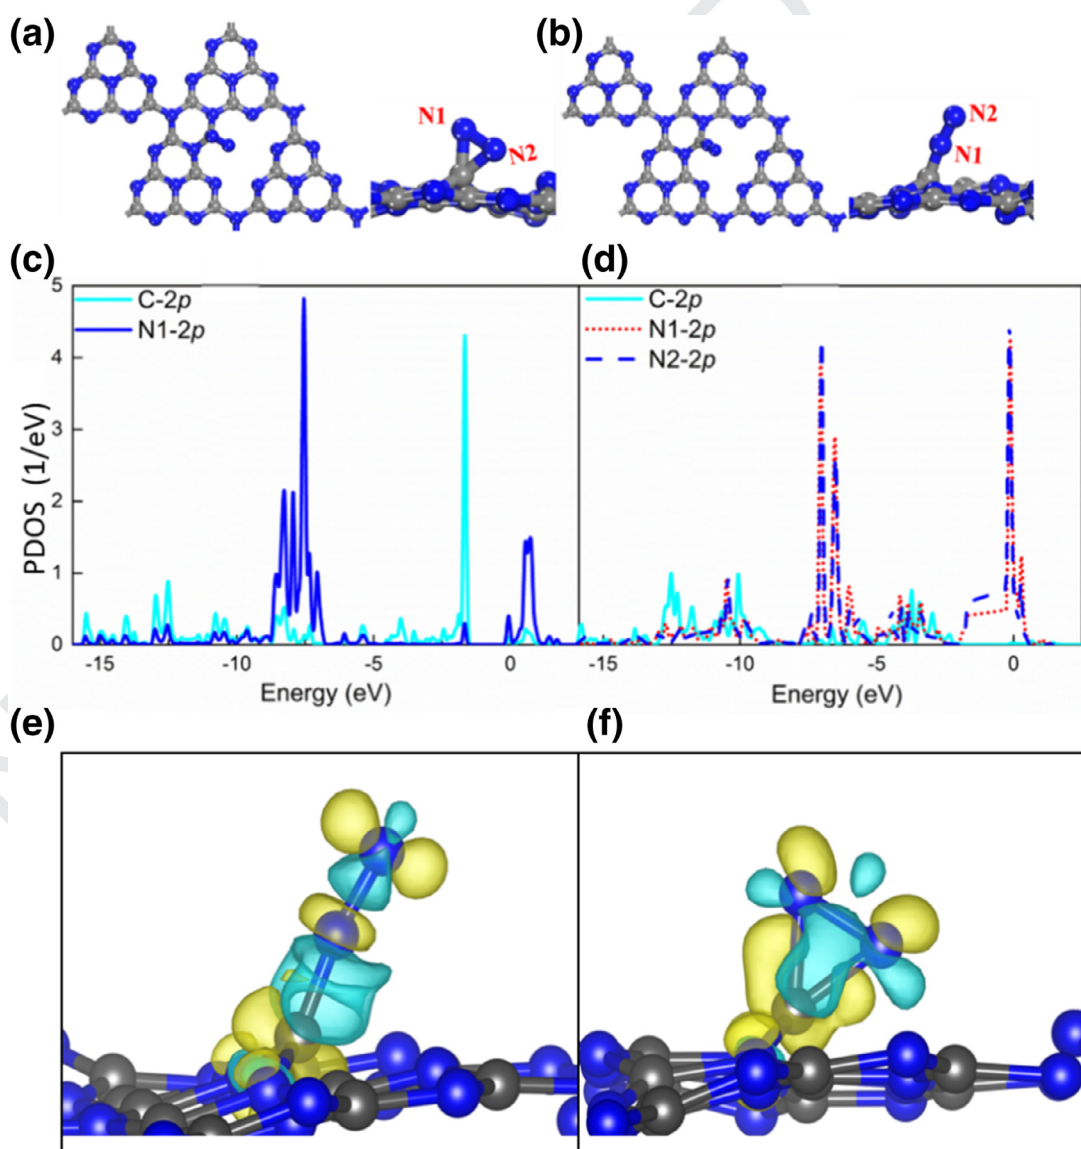 (a)
(b)
N1
N2
N2
N1
(c)
(d)
5
4
3
2
1
0
PDOS (1/eV)
C-2p
N1-2p
C-2p
N1-2p
N2-2p
-15 -10 -5 0 -15 -10 -5 0
Energy (eV) Energy (eV)
(e)
(f)